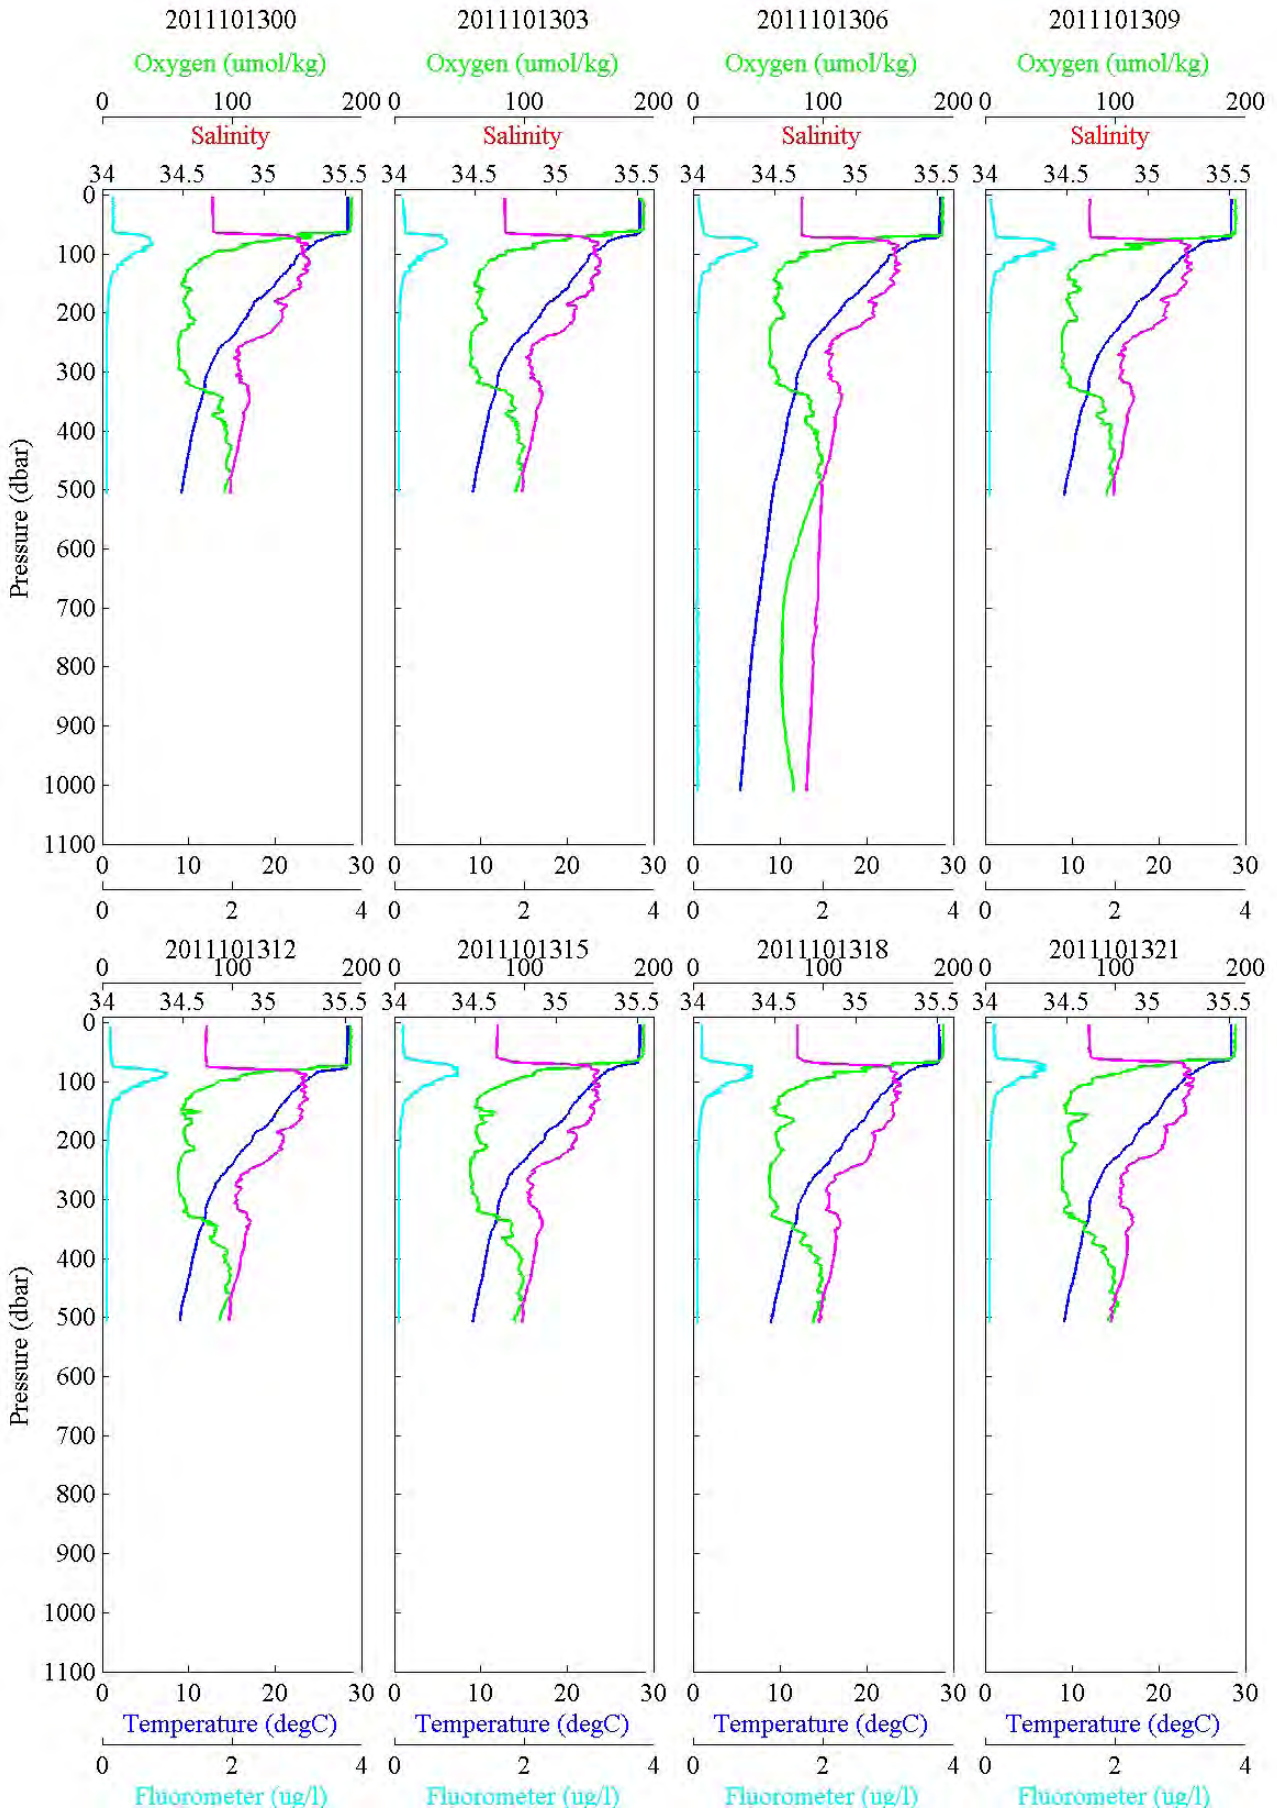 2011101300 2011101303 2011101306 2011101309
Oxygen (umol/kg) Oxygen (umol/kg) Oxygen (umol/kg) Oxygen (umol/kg)
0 100 200 0 100 200 0 100 200 0 100 200
Salinity Salinity Salinity Salinity
34 34.5 35 35.5 34 34.5 35 35.5 34 34.5 35 35.5 34 34.5 35 35.5
0
100
200
300
400
500
600
700
800
900
1000
1100
Pressure (dbar)
0 10 20 30 0 10 20 30 0 10 20 30 0 10 20 30
0 2 4 0 2 4 0 2 4 0 2 4
2011101312 2011101315 2011101318 2011101321
0 100 200 0 100 200 0 100 200 0 100 200
34 34.5 35 35.5 34 34.5 35 35.5 34 34.5 35 35.5 34 34.5 35 35.5
0
100
200
300
400
500
600
700
800
900
1000
1100
Pressure (dbar)
0 10 20 30 0 10 20 30 0 10 20 30 0 10 20 30
Temperature (degC) Temperature (degC) Temperature (degC) Temperature (degC)
0 2 4 0 2 4 0 2 4 0 2 4
Fluorometer (ug/l) Fluorometer (ug/l) Fluorometer (ug/l) Fluorometer (ug/l)